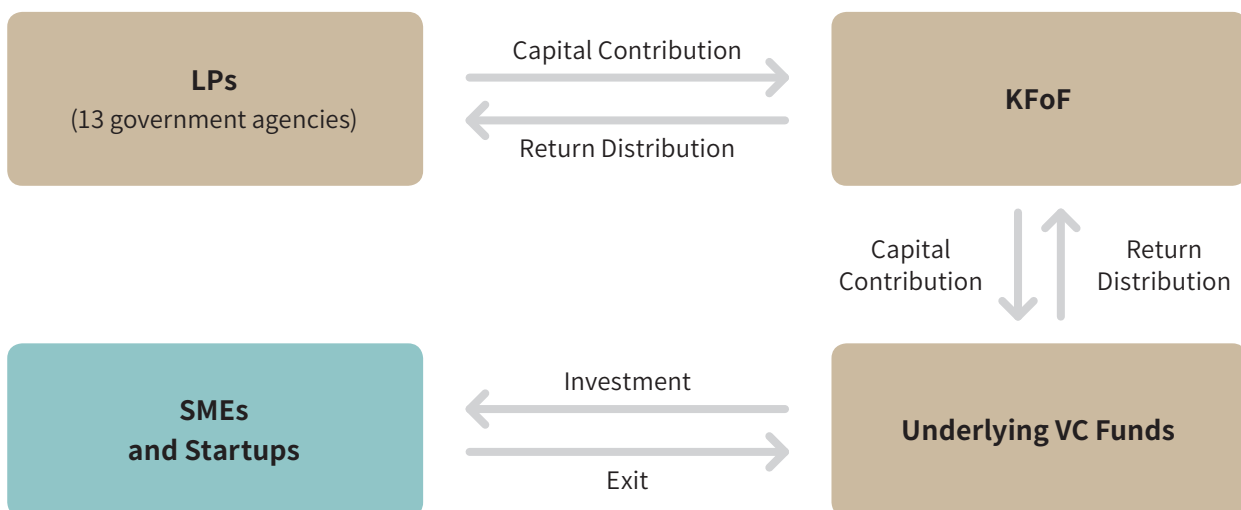 LPs
(13 government agencies)
Capital Contribution
Return Distribution
KFoF
Capital
Contribution
Return
Distribution
SMEs
and Startups
Investment
Exit
Underlying VC Funds